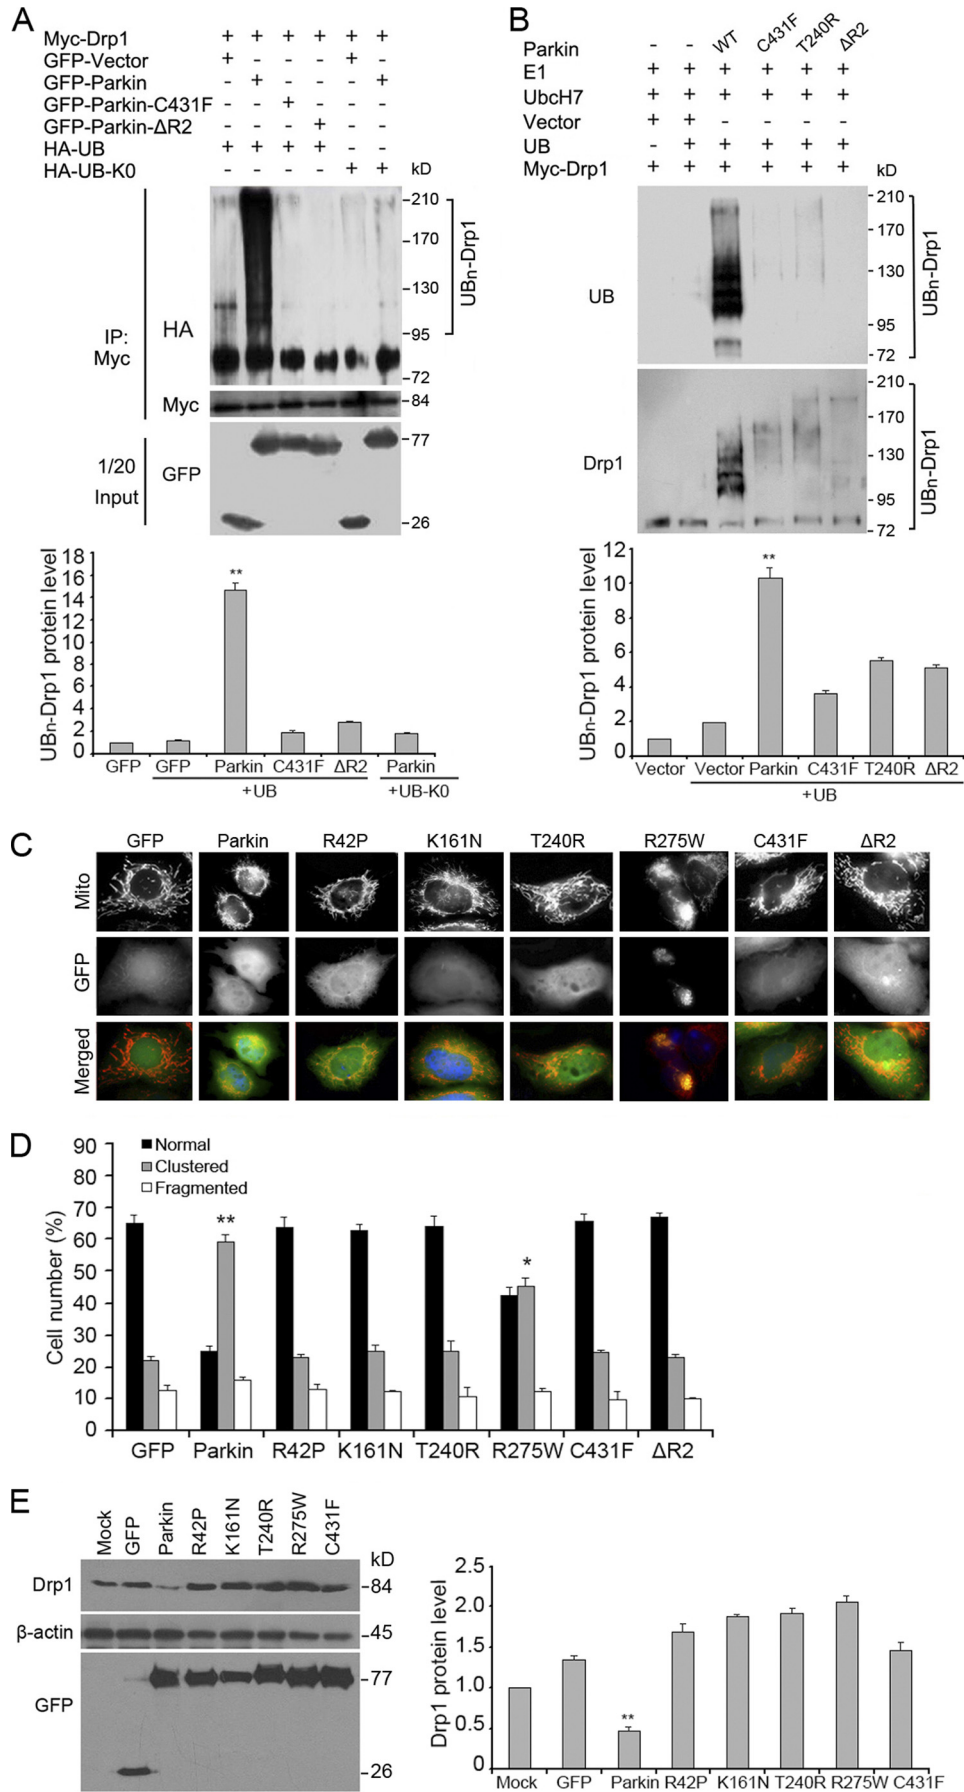 A
Myc-Drp1 + + + + + +
GFP-Vector + - - - + -
GFP-Parkin - + - - - +
GFP-Parkin-C431F - - + - - -
GFP-Parkin-ΔR2 - - - + - -
HA-UB + + + + - -
HA-UB-K0 - - - - + + kD
-210
-170
-130
-95
-72
UBn-Drp1
HA
IP:
Myc
Myc
-84
-77
1/20
Input
GFP
-26
UBn-Drp1 protein level
18
16
14
12
10
8
6
4
2
0
**
GFP GFP Parkin C431F ΔR2 Parkin
+UB +UB-K0
B
Parkin - - WT C431F T240R ΔR2
E1 + + + + + +
UbcH7 + + + + + +
Vector + + - - - -
UB - + + + + +
Myc-Drp1 + + + + + + kD
-210
-170
-130
-95
-72
UB
UBn-Drp1
-210
-170
-130
-95
-72
Drp1
UBn-Drp1
UBn-Drp1 protein level
12
10
8
6
4
2
0
**
Vector Vector Parkin C431F T240R ΔR2
+UB
C
GFP Parkin R42P K161N T240R R275W C431F ΔR2
Mito
GFP
Merged
D
Cell number (%)
90
80
70
60
50
40
30
20
10
0
Normal
Clustered
Fragmented
**
*
GFP Parkin R42P K161N T240R R275W C431F ΔR2
E
Mock GFP Parkin R42P K161N T240R R275W C431F
kD
Drp1 -84
β-actin -45
GFP -77
-26
Drp1 protein level
2.5
2.0
1.5
1.0
0.5
0
**
Mock GFP Parkin R42P K161N T240R R275W C431F